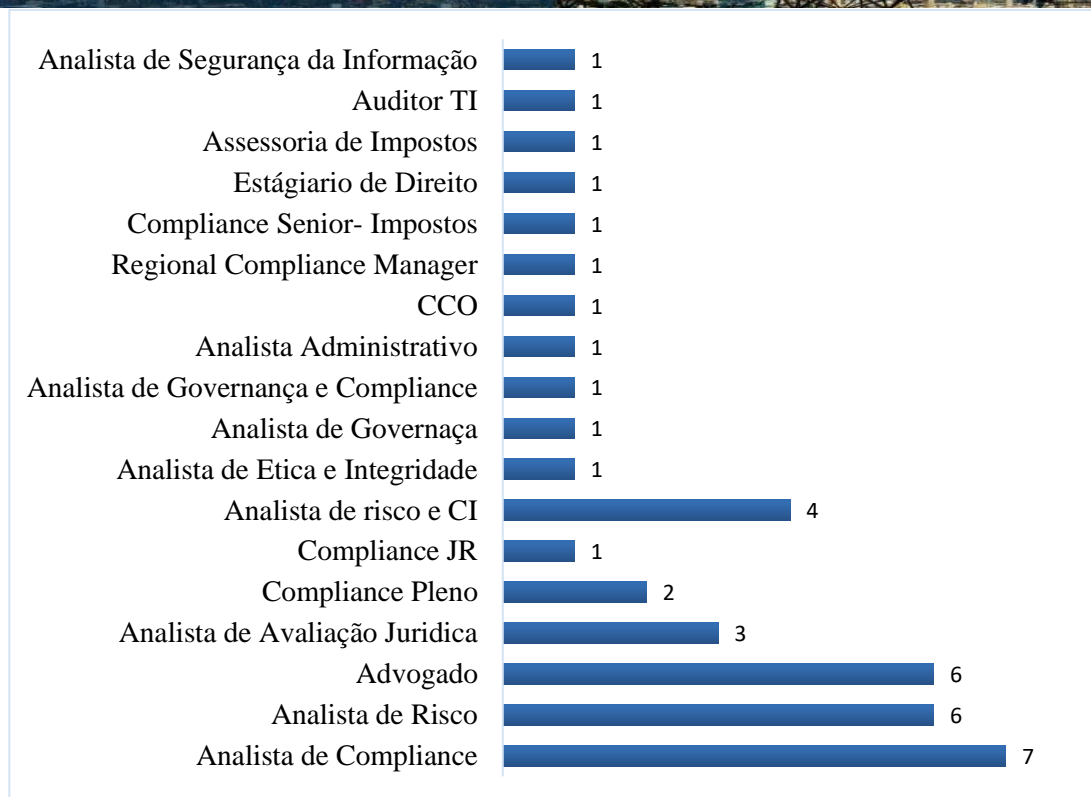 Analista de Segurança da Informação 1
Auditor TI 1
Assessoria de Impostos 1
Estágiario de Direito 1
Compliance Senior- Impostos 1
Regional Compliance Manager 1
CCO 1
Analista Administrativo 1
Analista de Governança e Compliance 1
Analista de Governaça 1
Analista de Etica e Integridade 1
Analista de risco e CI 4
Compliance JR 1
Compliance Pleno 2
Analista de Avaliação Juridica 3
Advogado 6
Analista de Risco 6
Analista de Compliance 7